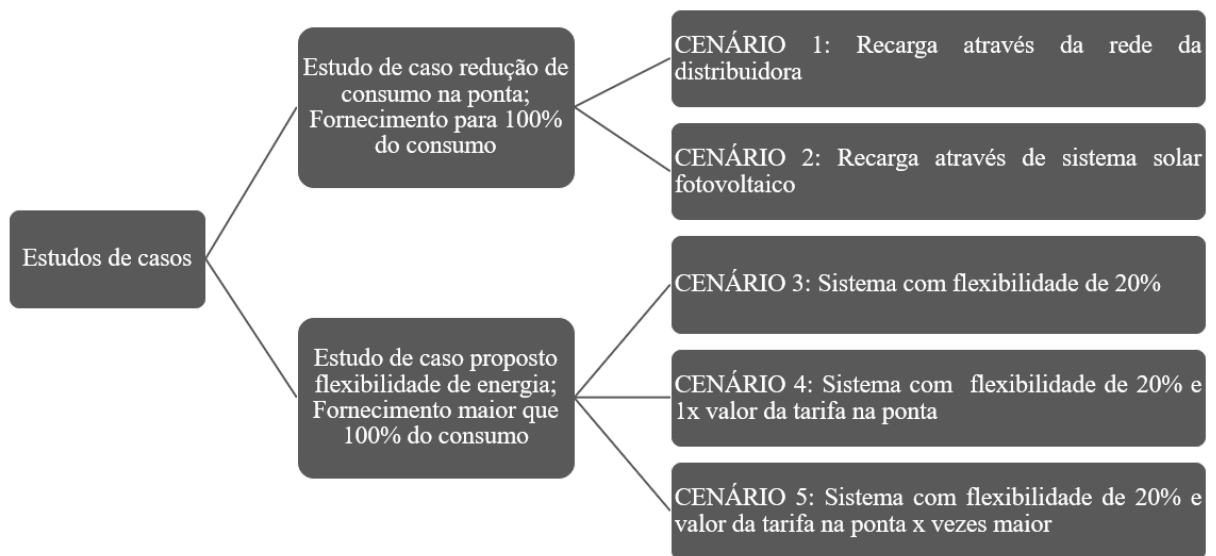 Estudos de casos
Estudo de caso redução de
consumo na ponta;
Fornecimento para 100%
do consumo
CENÁRIO 1: Recarga através da rede da
distribuidora
CENÁRIO 2: Recarga através de sistema solar
fotovoltaico
Estudo de caso proposto
flexibilidade de energia;
Fornecimento maior que
100% do consumo
CENÁRIO 3: Sistema com flexibilidade de 20%
CENÁRIO 4: Sistema com flexibilidade de 20% e
1x valor da tarifa na ponta
CENÁRIO 5: Sistema com flexibilidade de 20% e
valor da tarifa na ponta x vezes maior